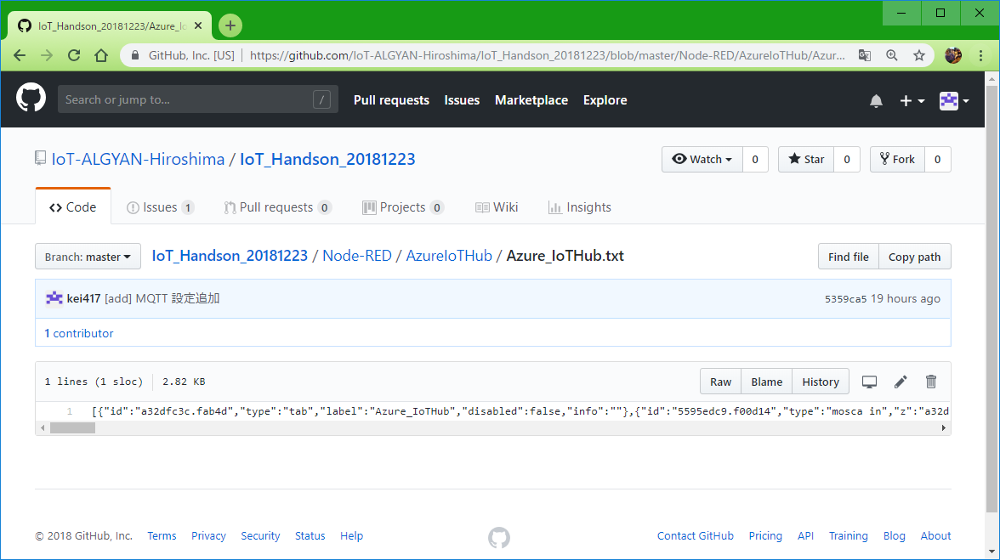 IoT_Handson_20181223/Azure_Io
GitHub, Inc. [US] https://github.com/IoT-ALGYAN-Hiroshima/IoT_Handson_20181223/blob/master/Node-RED/AzureIoTHub/Azur...
Search or jump to... / Pull requests Issues Marketplace Explore
IoT-ALGYAN-Hiroshima / IoT_Handson_20181223 Watch 0 Star 0 Fork 0
Code Issues 1 Pull requests 0 Projects 0 Wiki Insights
Branch: master IoT_Handson_20181223 / Node-RED / AzureIoTHub / Azure_IoTHub.txt Find file Copy path
kei417 [add] MQTT 設定追加 5359ca5 19 hours ago
1 contributor
1 lines (1 sloc) 2.82 KB Raw Blame History
1 [{"id":"a32dfc3c.fab4d","type":"tab","label":"Azure_IoTHub","disabled":false,"info":""},{"id":"5595edc9.f00d14","type":"mosca in","z":"a32d
© 2018 GitHub, Inc. Terms Privacy Security Status Help Contact GitHub Pricing API Training Blog About